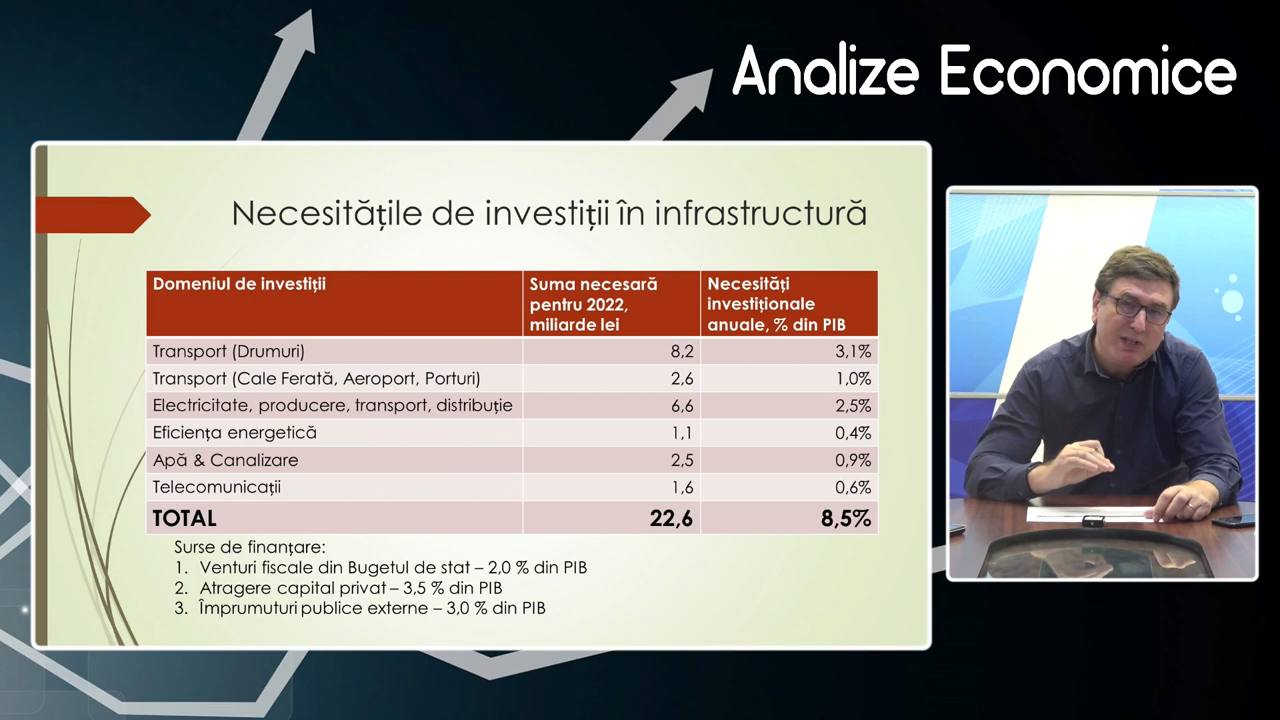 Analize Economice
Necesitățile de investiții în infrastructură
Domeniul de investiții
Suma necesară
pentru 2022,
miliarde lei
Necesități
investiționale
anuale, % din PIB
Transport (Drumuri) 8,2 3,1%
Transport (Cale Ferată, Aeroport, Porturi) 2,6 1,0%
Electricitate, producere, transport, distribuție 6,6 2,5%
Eficiența energetică 1,1 0,4%
Apă & Canalizare 2,5 0,9%
Telecomunicații 1,6 0,6%
TOTAL 22,6 8,5%
Surse de finanțare:
1. Venturi fiscale din Bugetul de stat – 2,0 % din PIB
2. Atragere capital privat – 3,5 % din PIB
3. Împrumuturi publice externe – 3,0 % din PIB